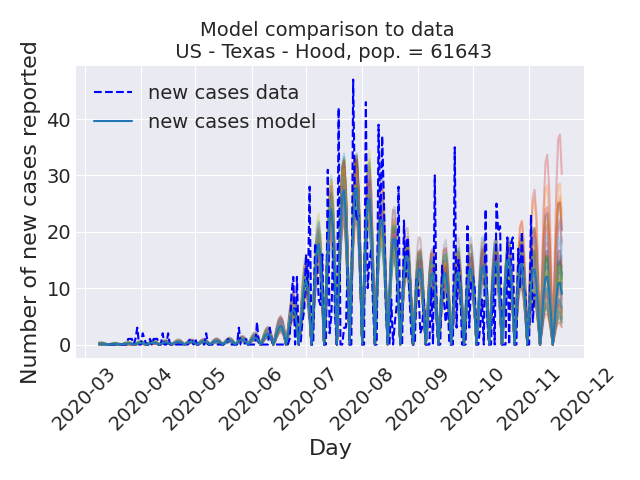 Model comparison to data
US - Texas - Hood, pop. = 61643
Number of new cases reported
new cases data
new cases model
40
30
20
10
0
2020-03
2020-04
2020-05
2020-06
2020-07
2020-08
2020-09
2020-10
2020-11
2020-12
Day